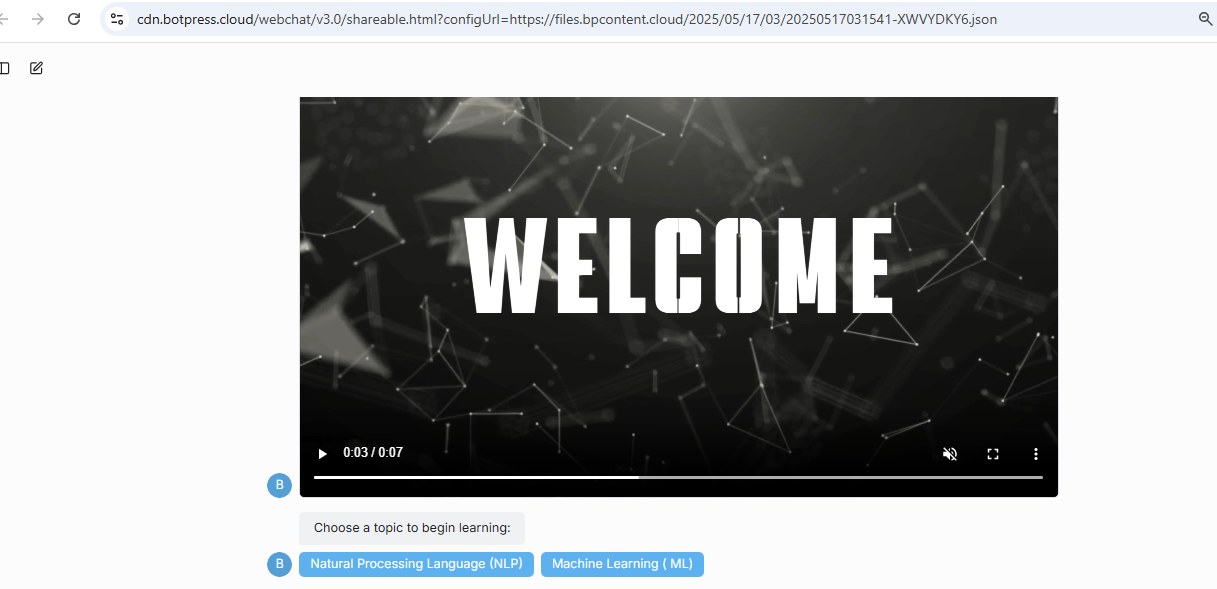 cdn.botpress.cloud/webchat/v3.0/shareable.html?configUrl=https://files.bpcontent.cloud/2025/05/17/03/20250517031541-XWVYDKY6.json
WELCOME
0:03 / 0:07
B
Choose a topic to begin learning:
B
Natural Processing Language (NLP)
Machine Learning ( ML)